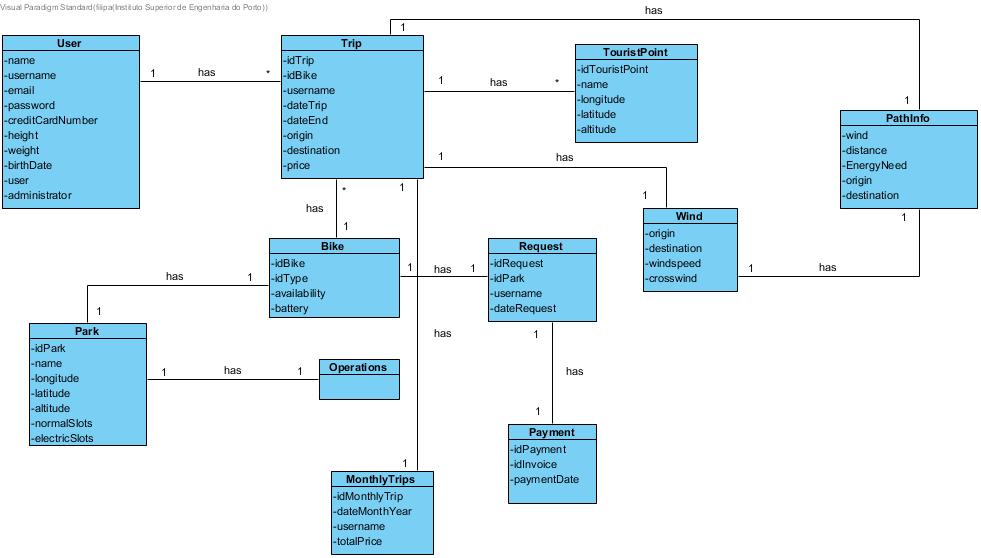 Visual Paradigm Standard(filipa(Instituto Superior de Engenharia do Porto))
has
1
1
User
-name
-username
-email
-password
-creditCardNumber
-height
-weight
-birthDate
-user
-administrator
1
has
*
Trip
-idTrip
-idBike
-username
-dateTrip
-dateEnd
-origin
-destination
-price
1
has
*
TouristPoint
-idTouristPoint
-name
-longitude
-latitude
-altitude
PathInfo
-wind
-distance
-EnergyNeed
-origin
-destination
1
has
1
Wind
-origin
-destination
-windspeed
-crosswind
1
has
1
*
has
1
1
has
1
Bike
-idBike
-idType
-availability
-battery
1
has
1
Request
-idRequest
-idPark
-username
-dateRequest
has
1
1
Park
-idPark
-name
-longitude
-latitude
-altitude
-normalSlots
-electricSlots
1
has
1
Operations
1
has
1
Payment
-idPayment
-idInvoice
-paymentDate
MonthlyTrips
-idMonthlyTrip
-dateMonthYear
-username
-totalPrice